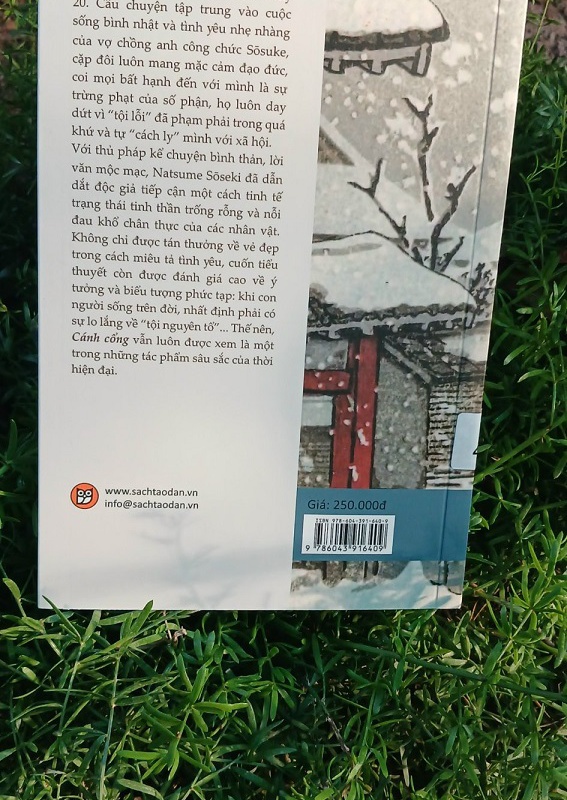 20. Câu chuyện tập trung vào cuộc
sống bình nhật và tình yêu nhẹ nhàng
của vợ chồng anh công chức Sōsuke,
cặp đôi luôn mang mặc cảm đạo đức,
coi mọi bất hạnh đến với mình là sự
trừng phạt của số phận, họ luôn day
dứt vì “tội lỗi” đã phạm phải trong quá
khứ và tự “cách ly” mình với xã hội.
Với thủ pháp kể chuyện bình thản, lời
văn mộc mạc, Natsume Sōseki đã dẫn
dắt độc giả tiếp cận một cách tinh tế
trạng thái tinh thần trống rỗng và nỗi
đau khổ chân thực của các nhân vật.
Không chỉ được tán thưởng về vẻ đẹp
trong cách miêu tả tình yêu, cuốn tiểu
thuyết còn được đánh giá cao về ý
tưởng và biểu tượng phức tạp: khi con
người sống trên đời, nhất định phải có
sự lo lắng về “tội nguyên tố”... Thế nên,
Cánh cổng vẫn luôn được xem là một
trong những tác phẩm sâu sắc của thời
hiện đại.
www.sachtaodan.vn
info@sachtaodan.vn
Giá: 250.000đ
ISBN 978-604-391-640-9
9 786043 916409